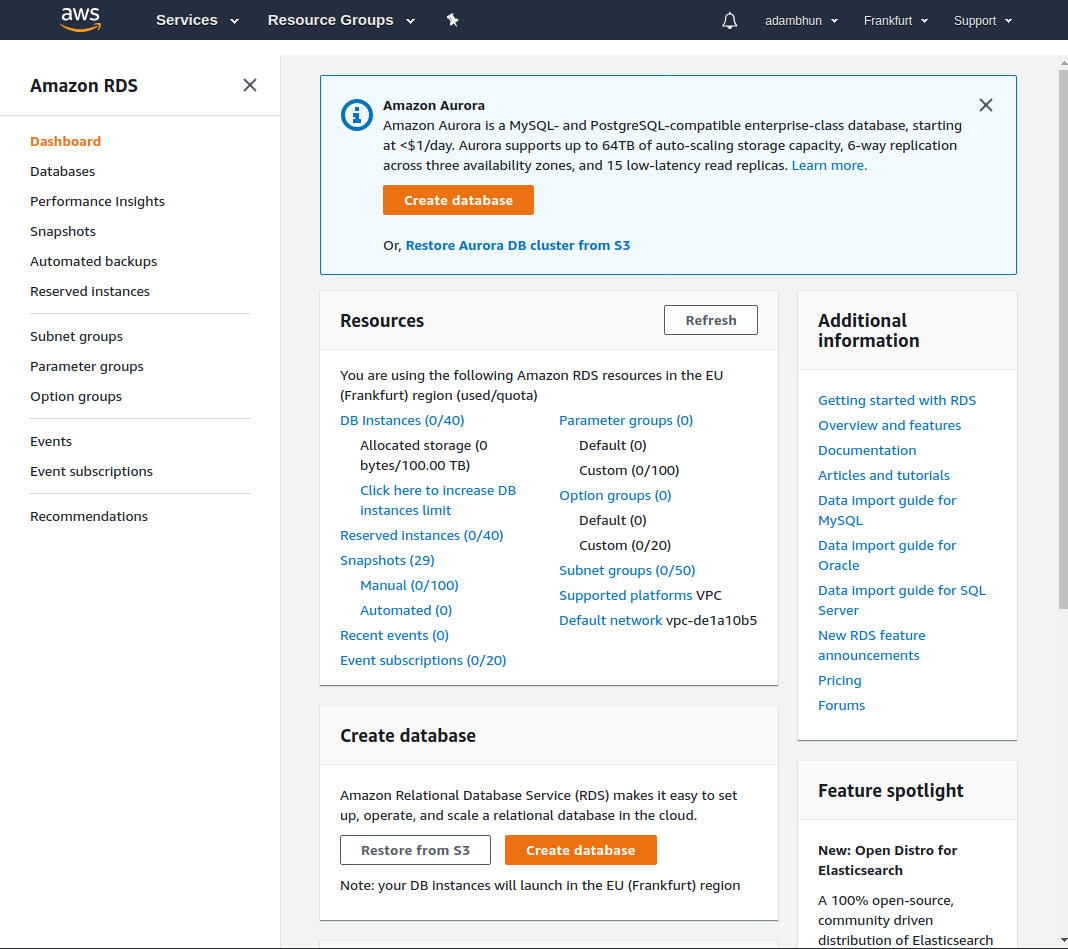 aws
Services
Resource Groups
adambhun
Frankfurt
Support
Amazon RDS
Dashboard
Databases
Performance Insights
Snapshots
Automated backups
Reserved instances
Subnet groups
Parameter groups
Option groups
Events
Event subscriptions
Recommendations
Amazon Aurora
Amazon Aurora is a MySQL- and PostgreSQL-compatible enterprise-class database, starting
at <$1/day. Aurora supports up to 64TB of auto-scaling storage capacity, 6-way replication
across three availability zones, and 15 low-latency read replicas. Learn more.
Create database
Or, Restore Aurora DB cluster from S3
Resources
Refresh
You are using the following Amazon RDS resources in the EU
(Frankfurt) region (used/quota)
DB Instances (0/40)
Allocated storage (0
bytes/100.00 TB)
Click here to increase DB
instances limit
Reserved instances (0/40)
Snapshots (29)
Manual (0/100)
Automated (0)
Recent events (0)
Event subscriptions (0/20)
Parameter groups (0)
Default (0)
Custom (0/100)
Option groups (0)
Default (0)
Custom (0/20)
Subnet groups (0/50)
Supported platforms VPC
Default network vpc-de1a10b5
Create database
Amazon Relational Database Service (RDS) makes it easy to set
up, operate, and scale a relational database in the cloud.
Restore from S3
Create database
Note: your DB instances will launch in the EU (Frankfurt) region
Additional
information
Getting started with RDS
Overview and features
Documentation
Articles and tutorials
Data import guide for
MySQL
Data import guide for
Oracle
Data import guide for SQL
Server
New RDS feature
announcements
Pricing
Forums
Feature spotlight
New: Open Distro for
Elasticsearch
A 100% open-source,
community driven
distribution of Elasticsearch